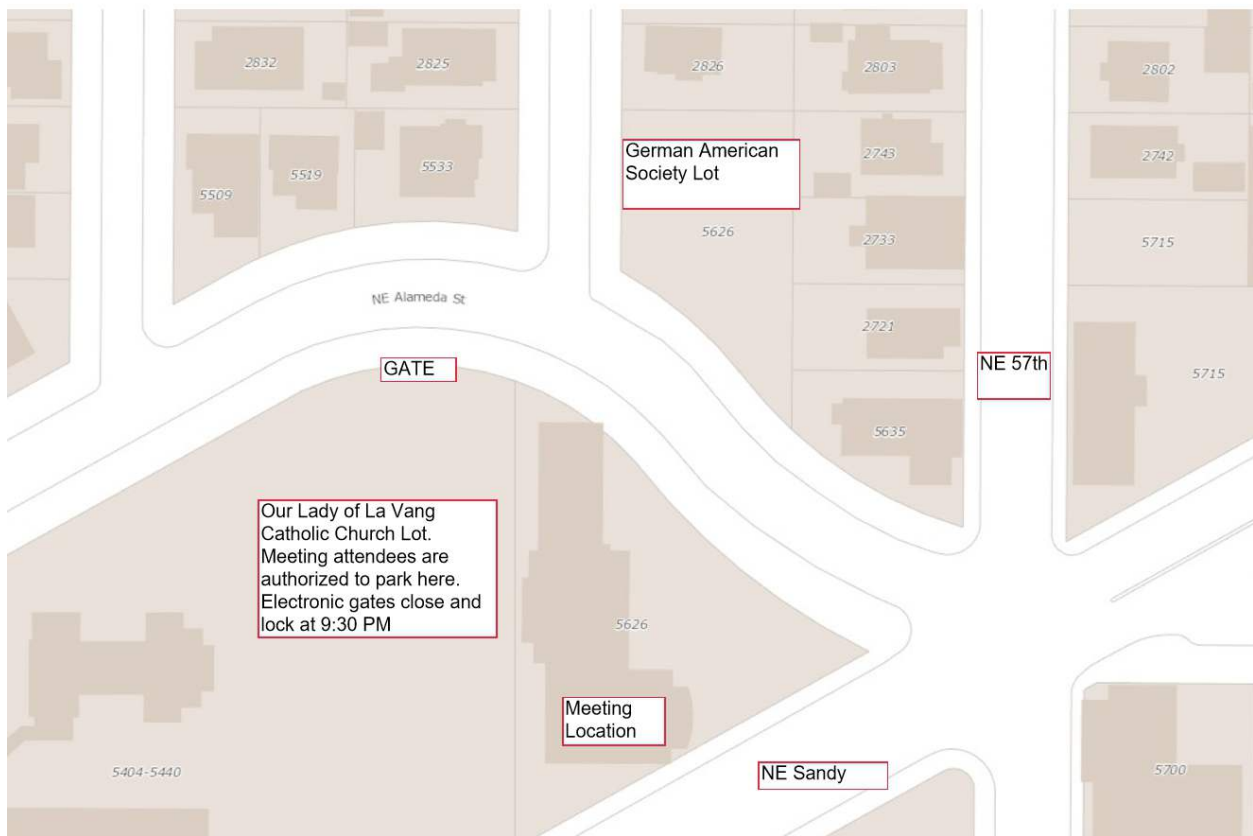 2832
2825
2826
2803
2802
German American
Society Lot
2743
2742
5509
5519
5533
5626
2733
5715
NE Alameda St
2721
NE 57th
GATE
5715
5635
Our Lady of La Vang
Catholic Church Lot.
Meeting attendees are
authorized to park here.
Electronic gates close and
lock at 9:30 PM
5626
Meeting
Location
5404-5440
NE Sandy
5700